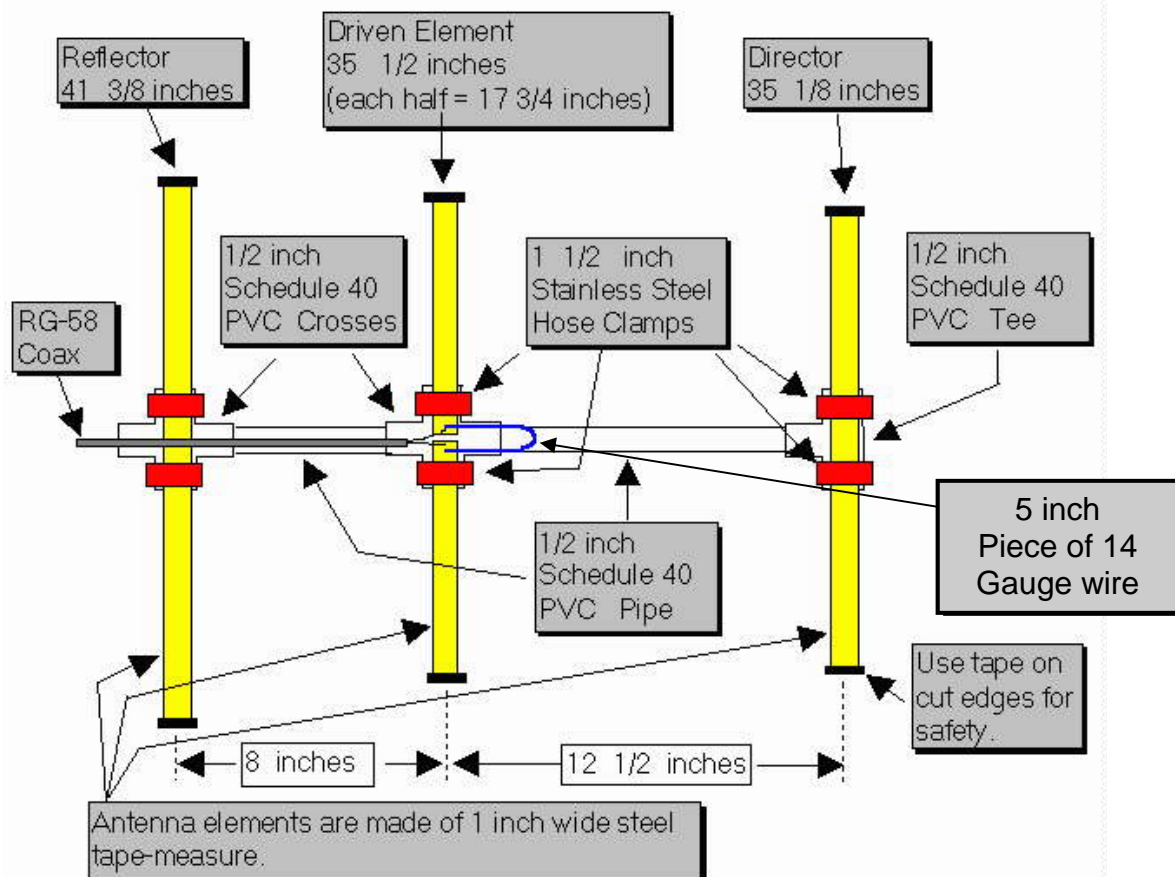 Reflector
41 3/8 inches
Driven Element
35 1/2 inches
(each half = 17 3/4 inches)
Director
35 1/8 inches
RG-58
Coax
1/2 inch
Schedule 40
PVC Crosses
1 1/2 inch
Stainless Steel
Hose Clamps
1/2 inch
Schedule 40
PVC Tee
5 inch
Piece of 14
Gauge wire
1/2 inch
Schedule 40
PVC Pipe
Use tape on
cut edges for
safety.
8 inches
12 1/2 inches
Antenna elements are made of 1 inch wide steel
tape-measure.